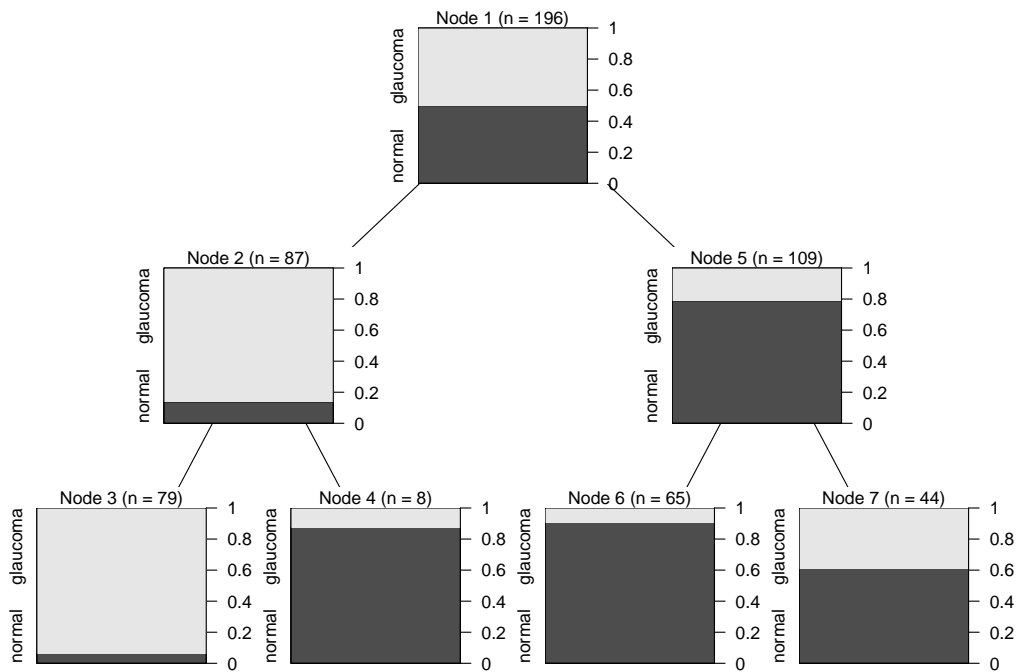 Node 1 (n = 196)
glaucoma
normal
1
0.8
0.6
0.4
0.2
0
Node 2 (n = 87)
glaucoma
normal
1
0.8
0.6
0.4
0.2
0
Node 5 (n = 109)
glaucoma
normal
1
0.8
0.6
0.4
0.2
0
Node 3 (n = 79)
glaucoma
normal
1
0.8
0.6
0.4
0.2
0
Node 4 (n = 8)
glaucoma
normal
1
0.8
0.6
0.4
0.2
0
Node 6 (n = 65)
glaucoma
normal
1
0.8
0.6
0.4
0.2
0
Node 7 (n = 44)
glaucoma
normal
1
0.8
0.6
0.4
0.2
0